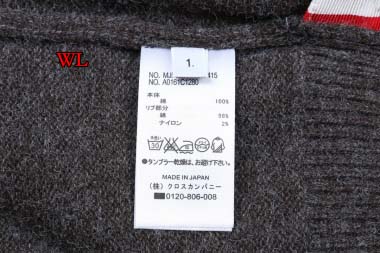 WL
1.
NO. MJ 415
NO. A0161C1280
本体
綿 100%
リブ部分
綿 98%
ナイロン 2%
●タンブラー乾燥は、お避け下さい。
MADE IN JAPAN
(株)クロスカンパニー
0120-806-008